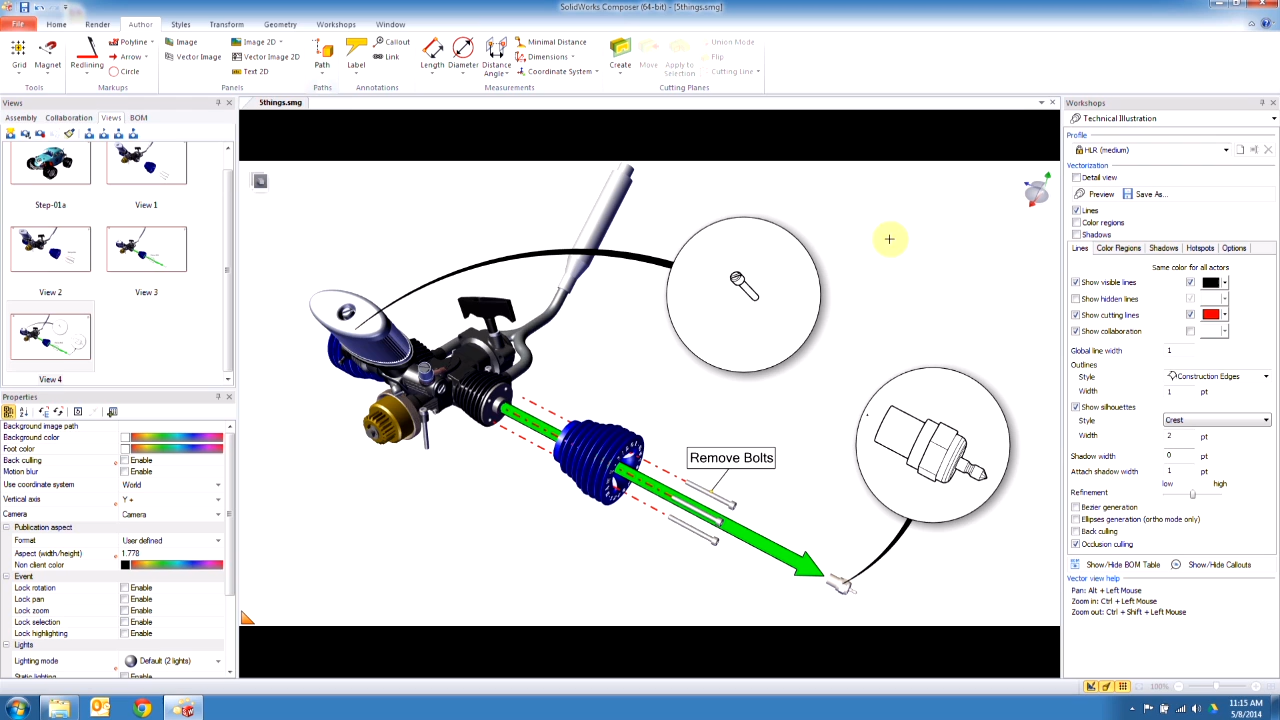 SolidWorks Composer (64-bit) - [5things.smg]
File Home Render Author Styles Transform Geometry Workshops Window
Grid Magnet Redlining Polyline Arrow Circle Image Vector Image Image 2D Vector Image 2D Text 2D Path Label Callout Link Length Diameter Distance Angle Minimal Distance Dimensions Coordinate System Create Move Apply to Selection Union Mode Flip Cutting Line
Tools Markups Panels Paths Annotations Measurements Cutting Planes
Views
Assembly Collaboration Views BOM
Step-01a View 1
View 2 View 3
View 4
Properties
Background image path
Background color
Foot color
Back culling Enable
Motion blur Enable
Use coordinate system World
Vertical axis Y +
Camera Camera
Publication aspect
Format User defined
Aspect (width/height) 1.778
Non client color
Event
Lock rotation Enable
Lock pan Enable
Lock zoom Enable
Lock selection Enable
Lock highlighting Enable
Lights
Lighting mode Default (2 lights)
Static lighting Enable
5things.smg
Remove Bolts
Workshops
Technical Illustration
Profile
HLR (medium)
Vectorization
Detail view
Preview Save As...
Lines
Color regions
Shadows
Lines Color Regions Shadows Hotspots Options
Same color for all actors
Show visible lines
Show hidden lines
Show cutting lines
Show collaboration
Global line width 1
Outlines
Style Construction Edges
Width 1 pt
Show silhouettes
Style Crest
Width 2 pt
Shadow width 0 pt
Attach shadow width 1 pt
low high
Refinement
Bezier generation
Ellipses generation (ortho mode only)
Back culling
Occlusion culling
Show/Hide BOM Table Show/Hide Callouts
Vector view help
Pan: Alt + Left Mouse
Zoom in: Ctrl + Left Mouse
Zoom out: Ctrl + Shift + Left Mouse
100%
11:15 AM
5/8/2014